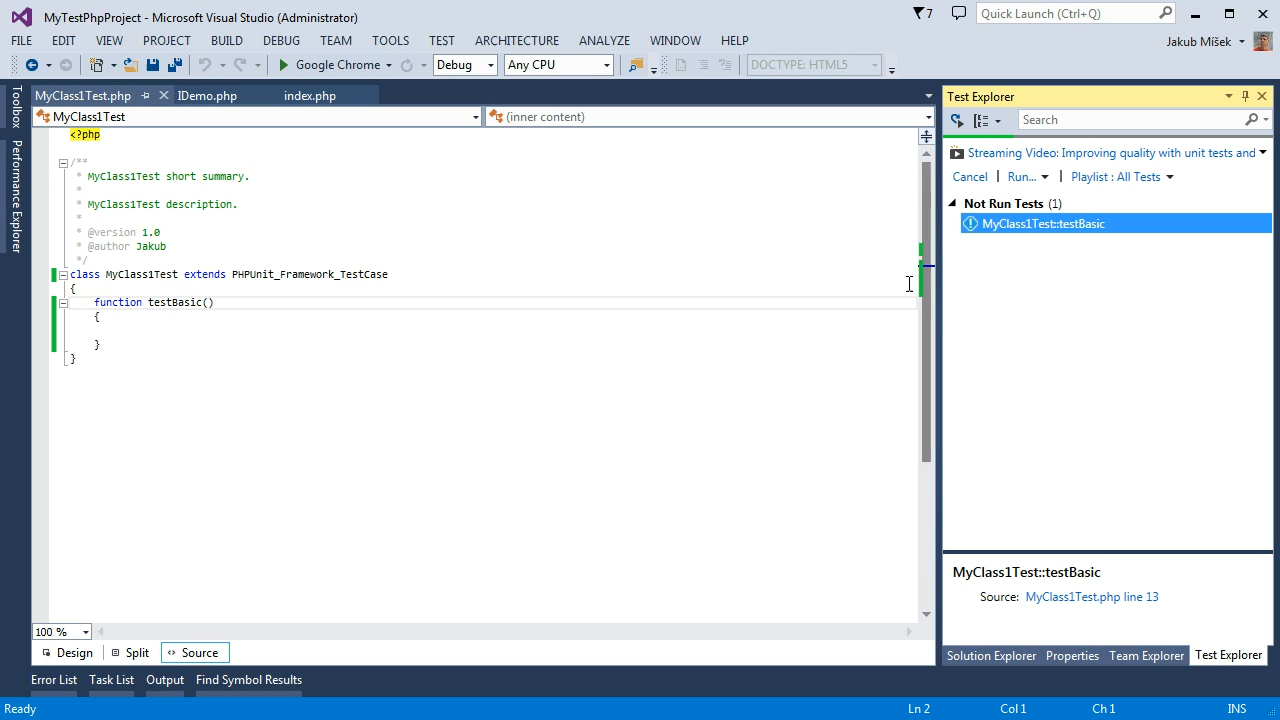 MyTestPhpProject - Microsoft Visual Studio (Administrator)
7
Quick Launch (Ctrl+Q)
FILE EDIT VIEW PROJECT BUILD DEBUG TEAM TOOLS TEST ARCHITECTURE ANALYZE WINDOW HELP
Jakub Míšek
Google Chrome
Debug
Any CPU
DOCTYPE: HTML5
Toolbox
Performance Explorer
MyClass1Test.php
IDemo.php
index.php
MyClass1Test
(inner content)
<?php
/**
* MyClass1Test short summary.
*
* MyClass1Test description.
*
* @version 1.0
* @author Jakub
*/
class MyClass1Test extends PHPUnit_Framework_TestCase
{
function testBasic()
{
}
}
100 %
Design
Split
Source
Test Explorer
Search
Streaming Video: Improving quality with unit tests and
Cancel | Run... | Playlist : All Tests
Not Run Tests (1)
MyClass1Test::testBasic
MyClass1Test::testBasic
Source: MyClass1Test.php line 13
Solution Explorer Properties Team Explorer Test Explorer
Error List Task List Output Find Symbol Results
Ready
Ln 2 Col 1 Ch 1 INS